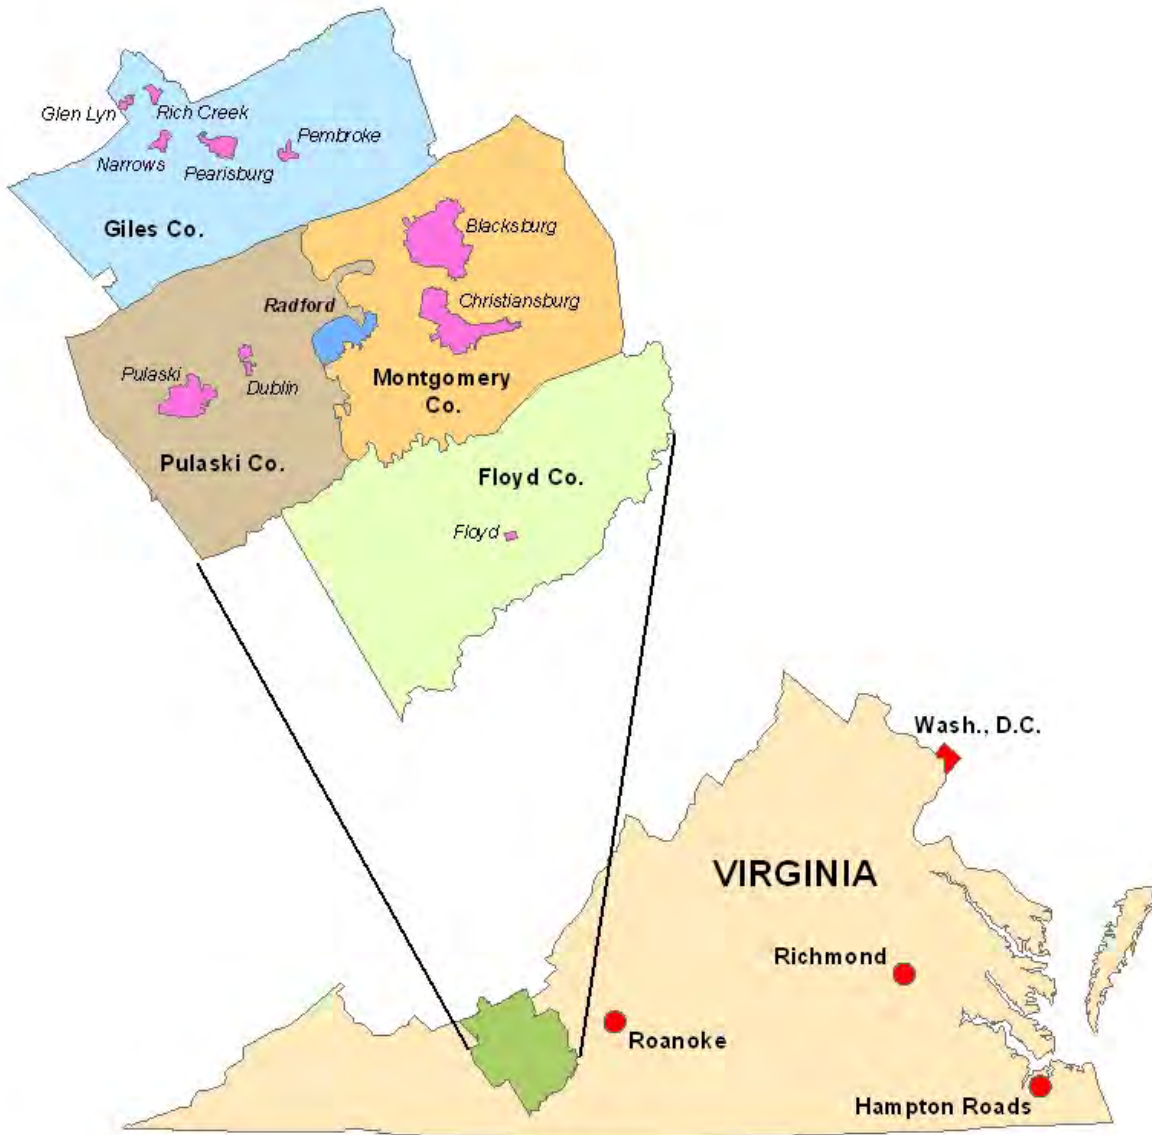 Glen Lyn
Rich Creek
Narrows
Pearisburg
Pembroke
Giles Co.
Blacksburg
Radford
Christiansburg
Pulaski
Dublin
Montgomery
Co.
Pulaski Co.
Floyd Co.
Floyd
Wash., D.C.
VIRGINIA
Richmond
Roanoke
Hampton Roads